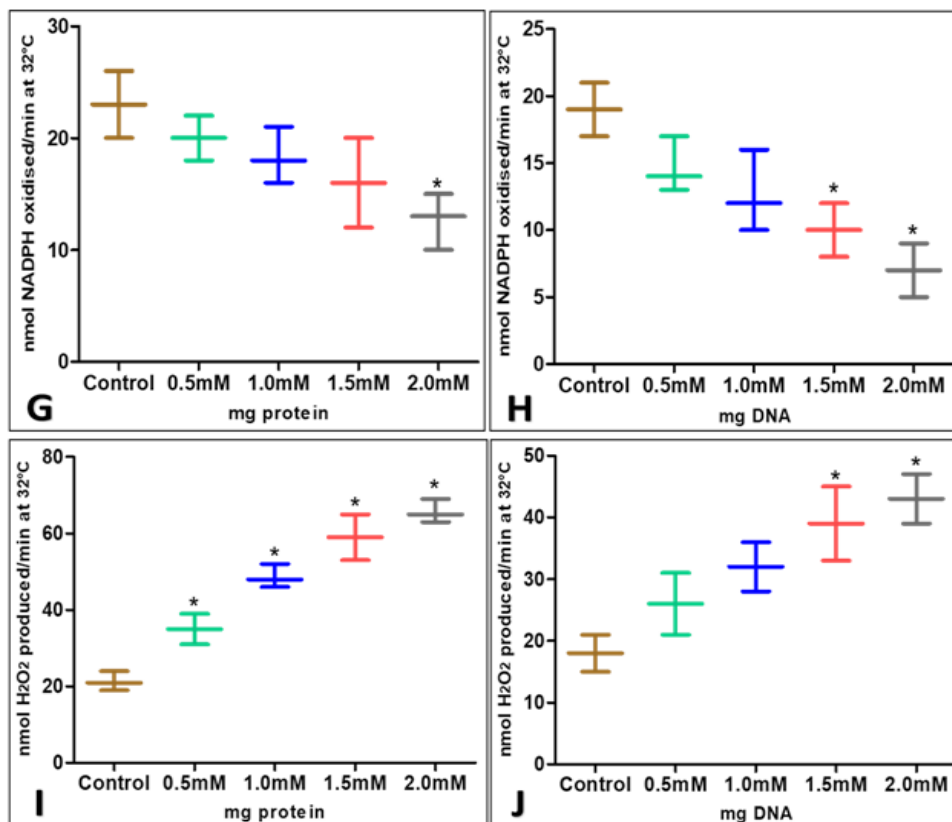 nmol NADPH oxidised/min at 32°C
30
20
10
0
Control 0.5mM 1.0mM 1.5mM 2.0mM
*
mg protein
G
nmol NADPH oxidised/min at 32°C
25
20
15
10
5
0
Control 0.5mM 1.0mM 1.5mM 2.0mM
*
*
mg DNA
H
nmol H2O2 produced/min at 32°C
80
60
40
20
0
Control 0.5mM 1.0mM 1.5mM 2.0mM
*
*
*
*
mg protein
I
nmol H2O2 produced/min at 32°C
50
40
30
20
10
0
Control 0.5mM 1.0mM 1.5mM 2.0mM
*
*
mg DNA
J